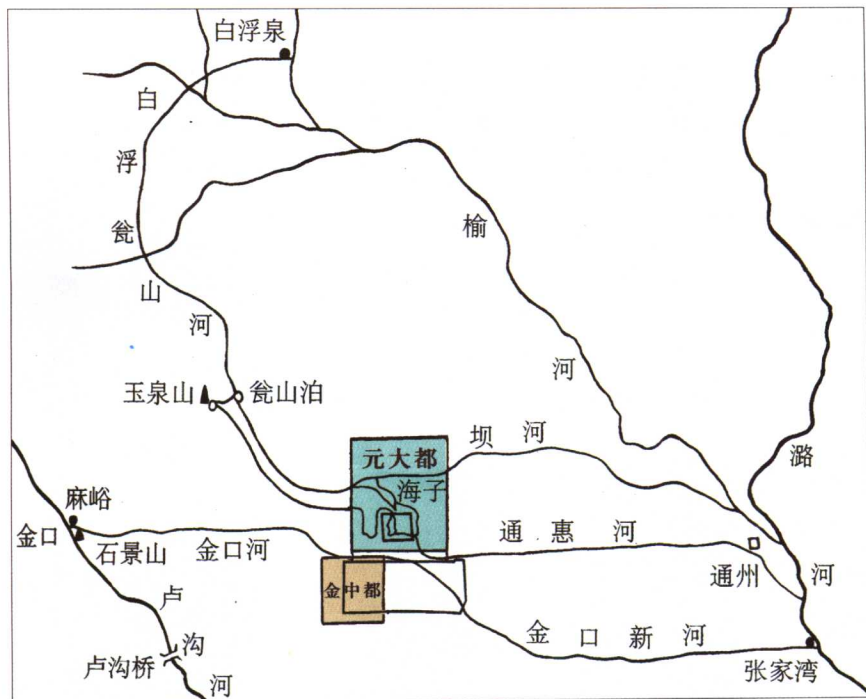 白浮泉
白浮瓮山河
榆河
玉泉山
瓮山泊
元大都
海子
坝河
潞河
麻峪
金口
石景山
金口河
通惠河
通州
金中都
金口新河
卢沟河
卢沟桥
张家湾